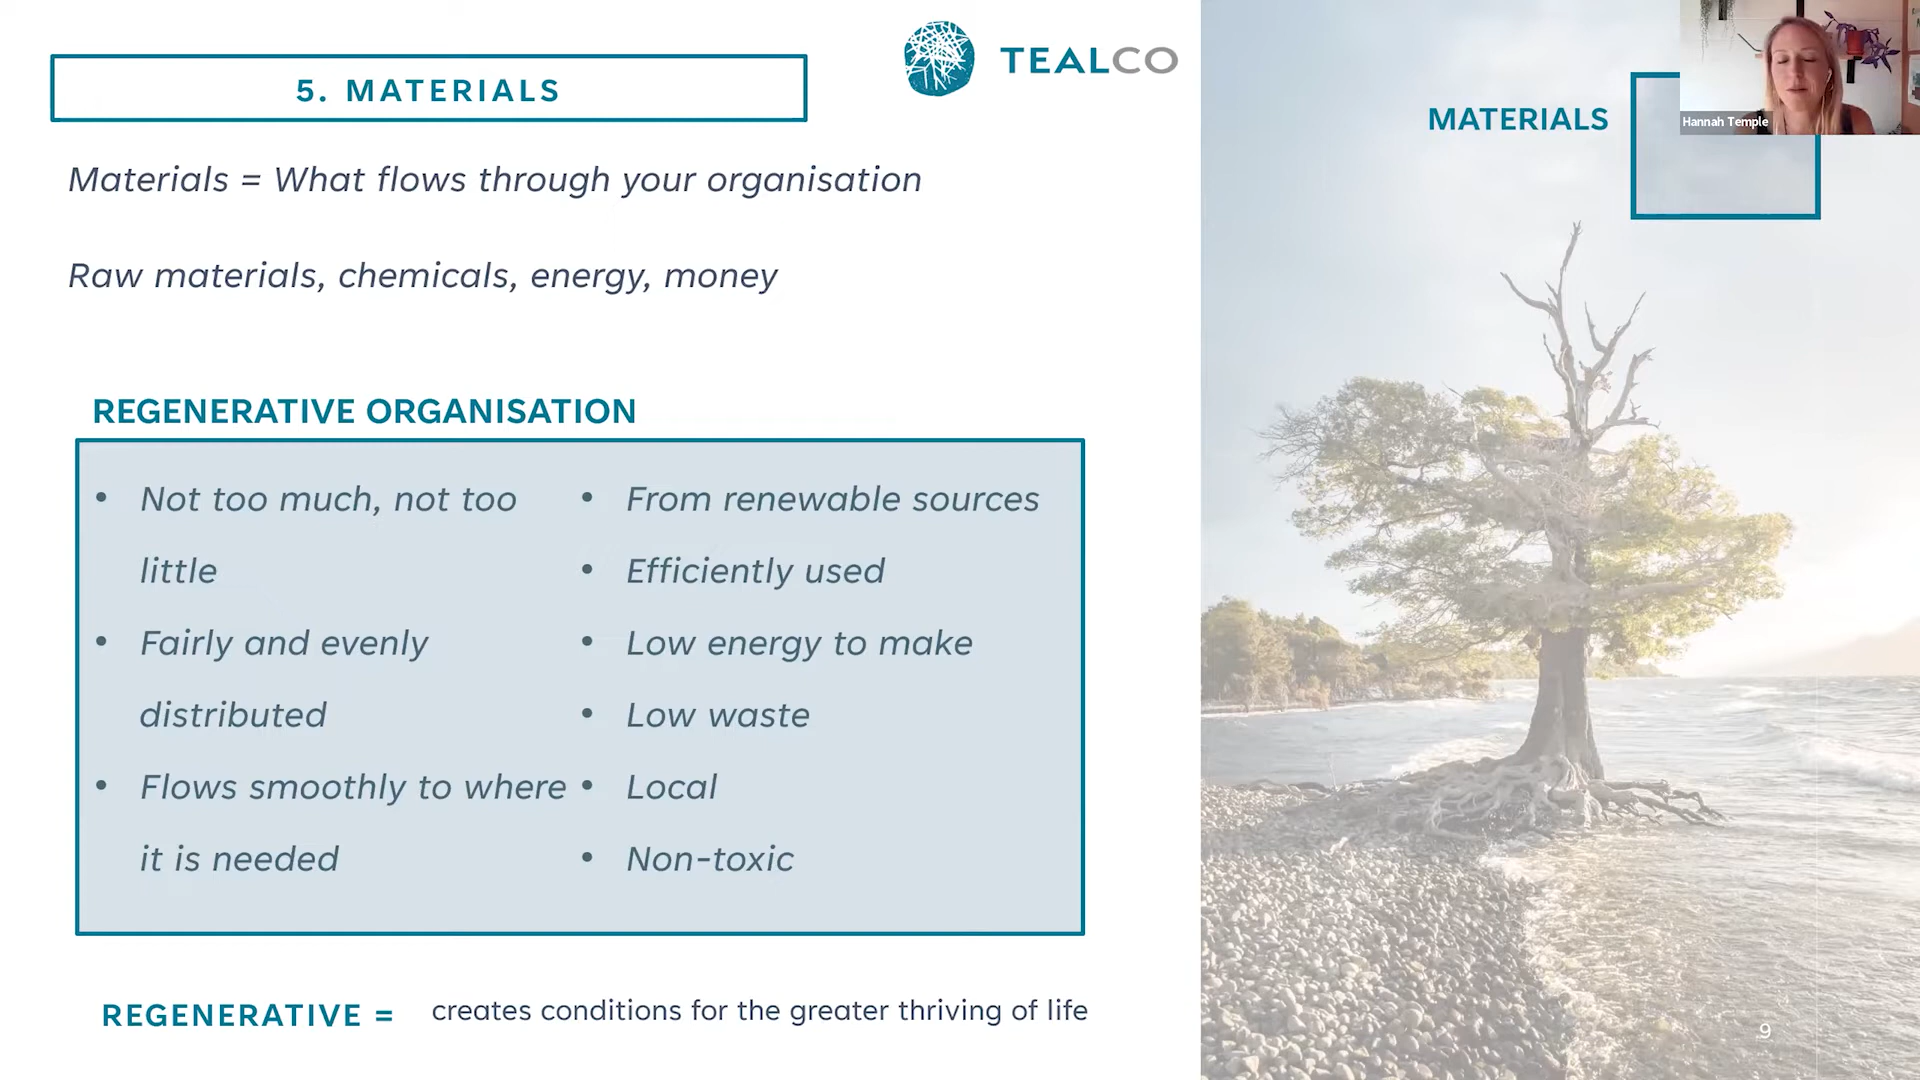 5. MATERIALS
TEALCO
MATERIALS
Hannah Temple
Materials = What flows through your organisation
Raw materials, chemicals, energy, money
REGENERATIVE ORGANISATION
• Not too much, not too
little
• Fairly and evenly
distributed
• Flows smoothly to where
it is needed
• From renewable sources
• Efficiently used
• Low energy to make
• Low waste
• Local
• Non-toxic
REGENERATIVE = creates conditions for the greater thriving of life
9